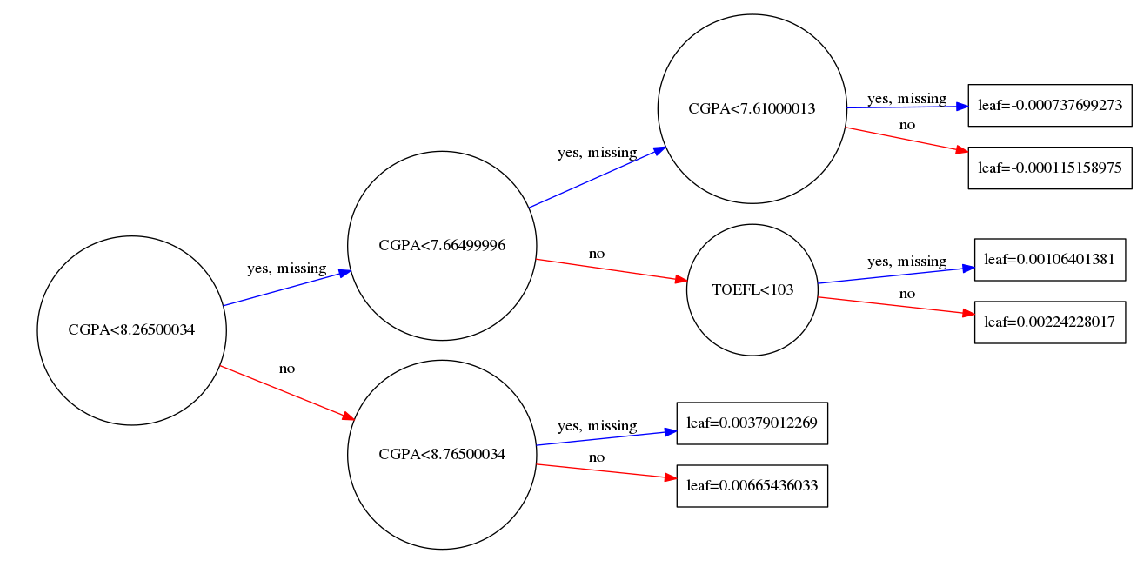 CGPA<8.26500034
yes, missing
no
CGPA<7.66499996
yes, missing
no
CGPA<7.61000013
yes, missing
no
leaf=-0.000737699273
leaf=-0.000115158975
TOEFL<103
yes, missing
no
leaf=0.00106401381
leaf=0.00224228017
CGPA<8.76500034
yes, missing
no
leaf=0.00379012269
leaf=0.00665436033